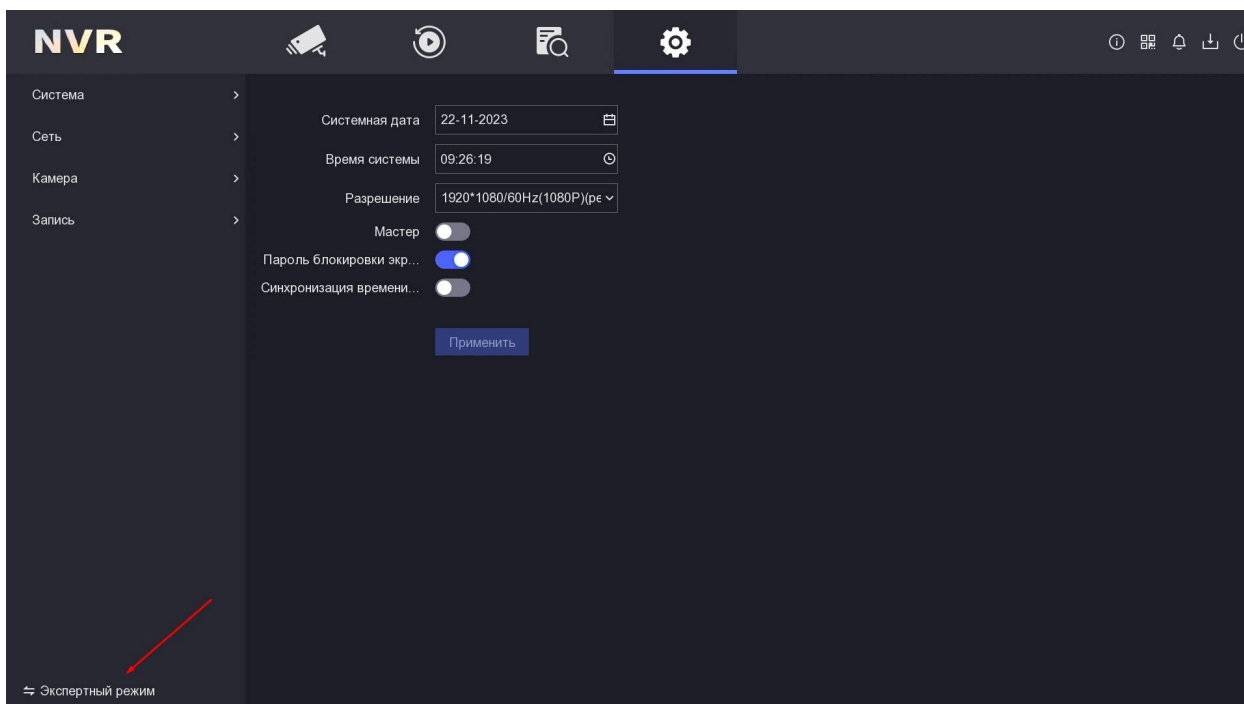 NVR
Система
Сеть
Камера
Запись
Системная дата 22-11-2023
Время системы 09:26:19
Разрешение 1920*1080/60Hz(1080P)(ре
Мастер
Пароль блокировки экр...
Синхронизация времени...
Применить
Экспертный режим